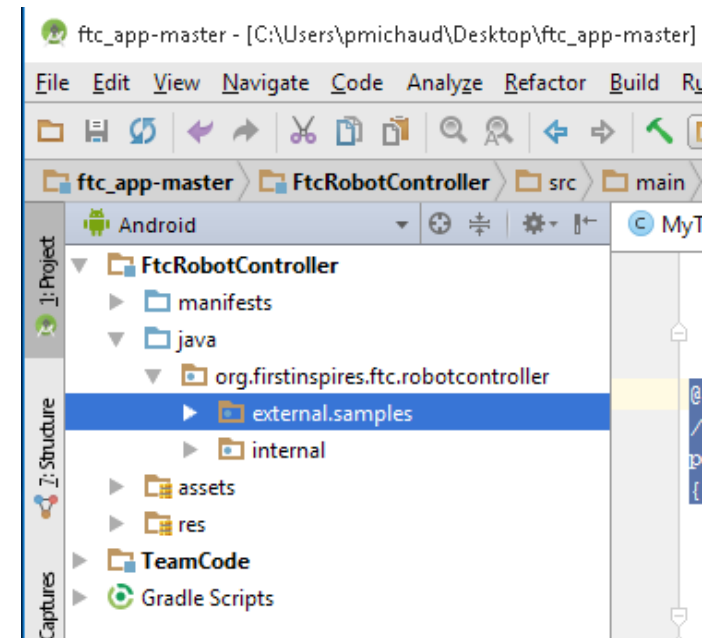 ftc_app-master - [C:\Users\pmichaud\Desktop\ftc_app-master]
File Edit View Navigate Code Analyze Refactor Build
ftc_app-master FtcRobotController src main
Android
1: Project
FtcRobotController
manifests
java
org.firstinspires.ftc.robotcontroller
external.samples
internal
assets
res
TeamCode
Gradle Scripts
7: Structure
Captures
C
@
/
p
{